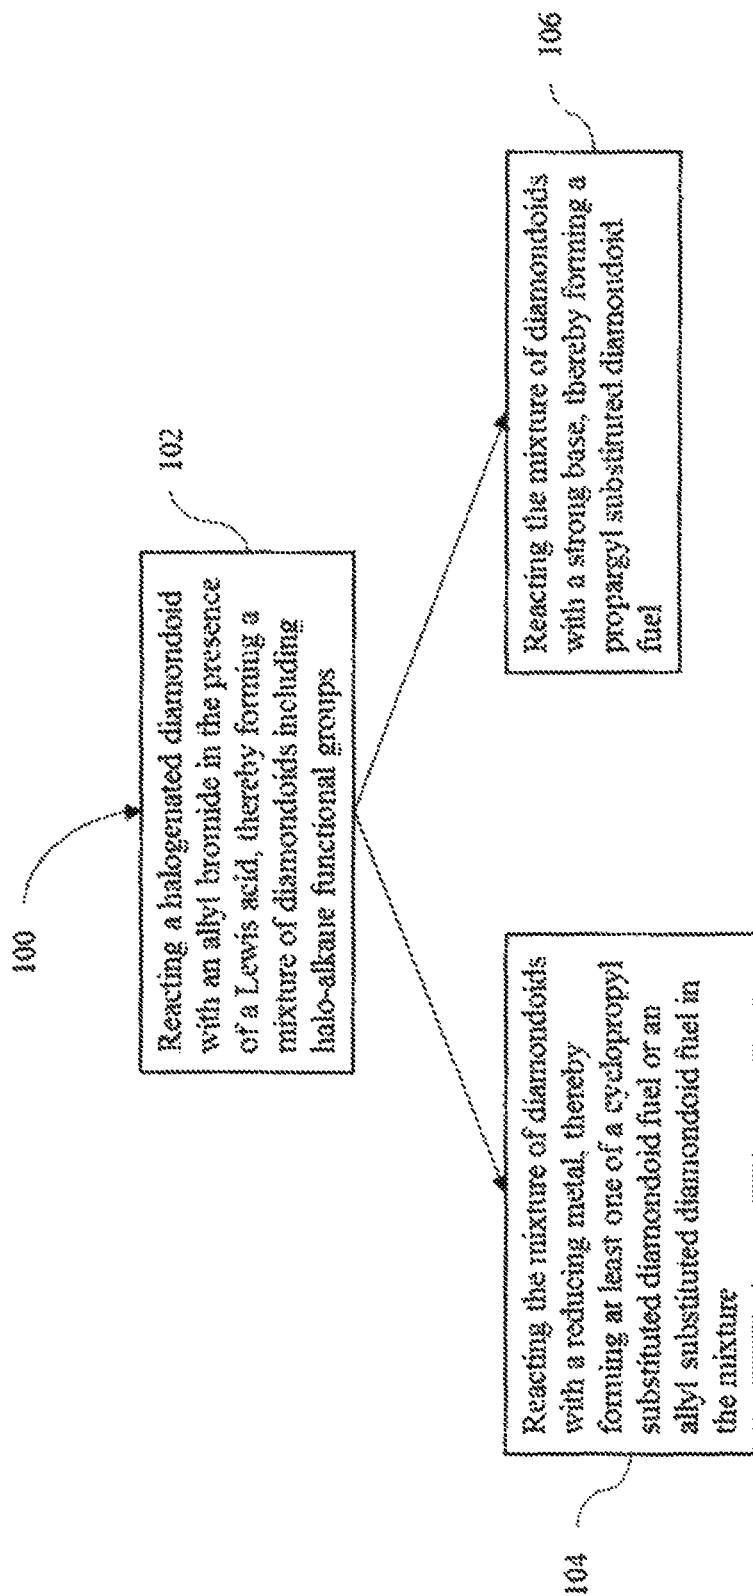 100
102
Reacting a halogenated diamondoid
with an allyl bromide in the presence
of a Lewis acid, thereby forming a
mixture of diamondoids including
halo-alkane functional groups
104
Reacting the mixture of diamondoids
with a reducing metal, thereby
forming at least one of a cyclopropyl
substituted diamondoid fuel or an
allyl substituted diamondoid fuel in
the mixture
106
Reacting the mixture of diamondoids
with a strong base, thereby forming a
propargyl substituted diamondoid
fuel